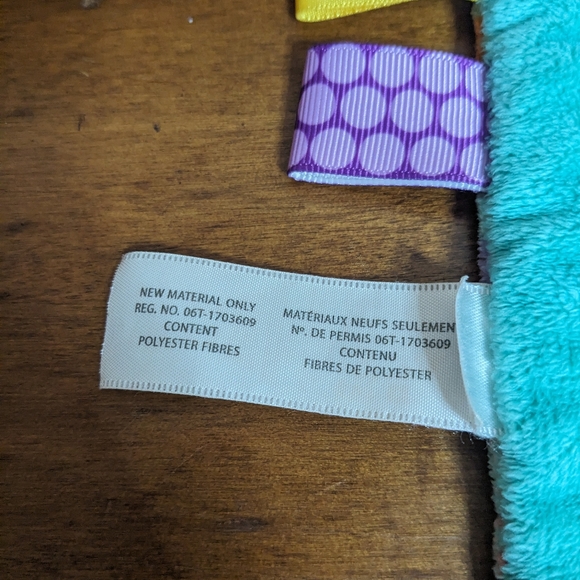 NEW MATERIAL ONLY
REG. NO. 06T-1703609
CONTENT
POLYESTER FIBRES
MATÉRIAUX NEUFS
Nº. DE PERMIS 06T-1703609
CONTENU
FIBRES DE POLYESTER